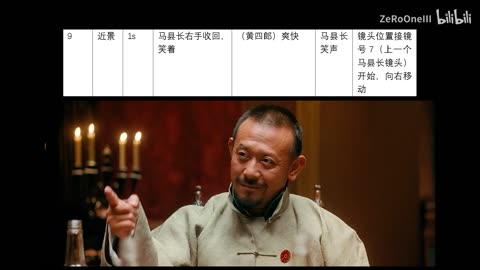 ZeRoOneIII bilibili
9 近景 1s 马县长右手收回, （黄四郎）爽快 马县长 镜头位置接镜
笑着 笑声 号 7（上一个
马县长镜头）
开始，向右移
动